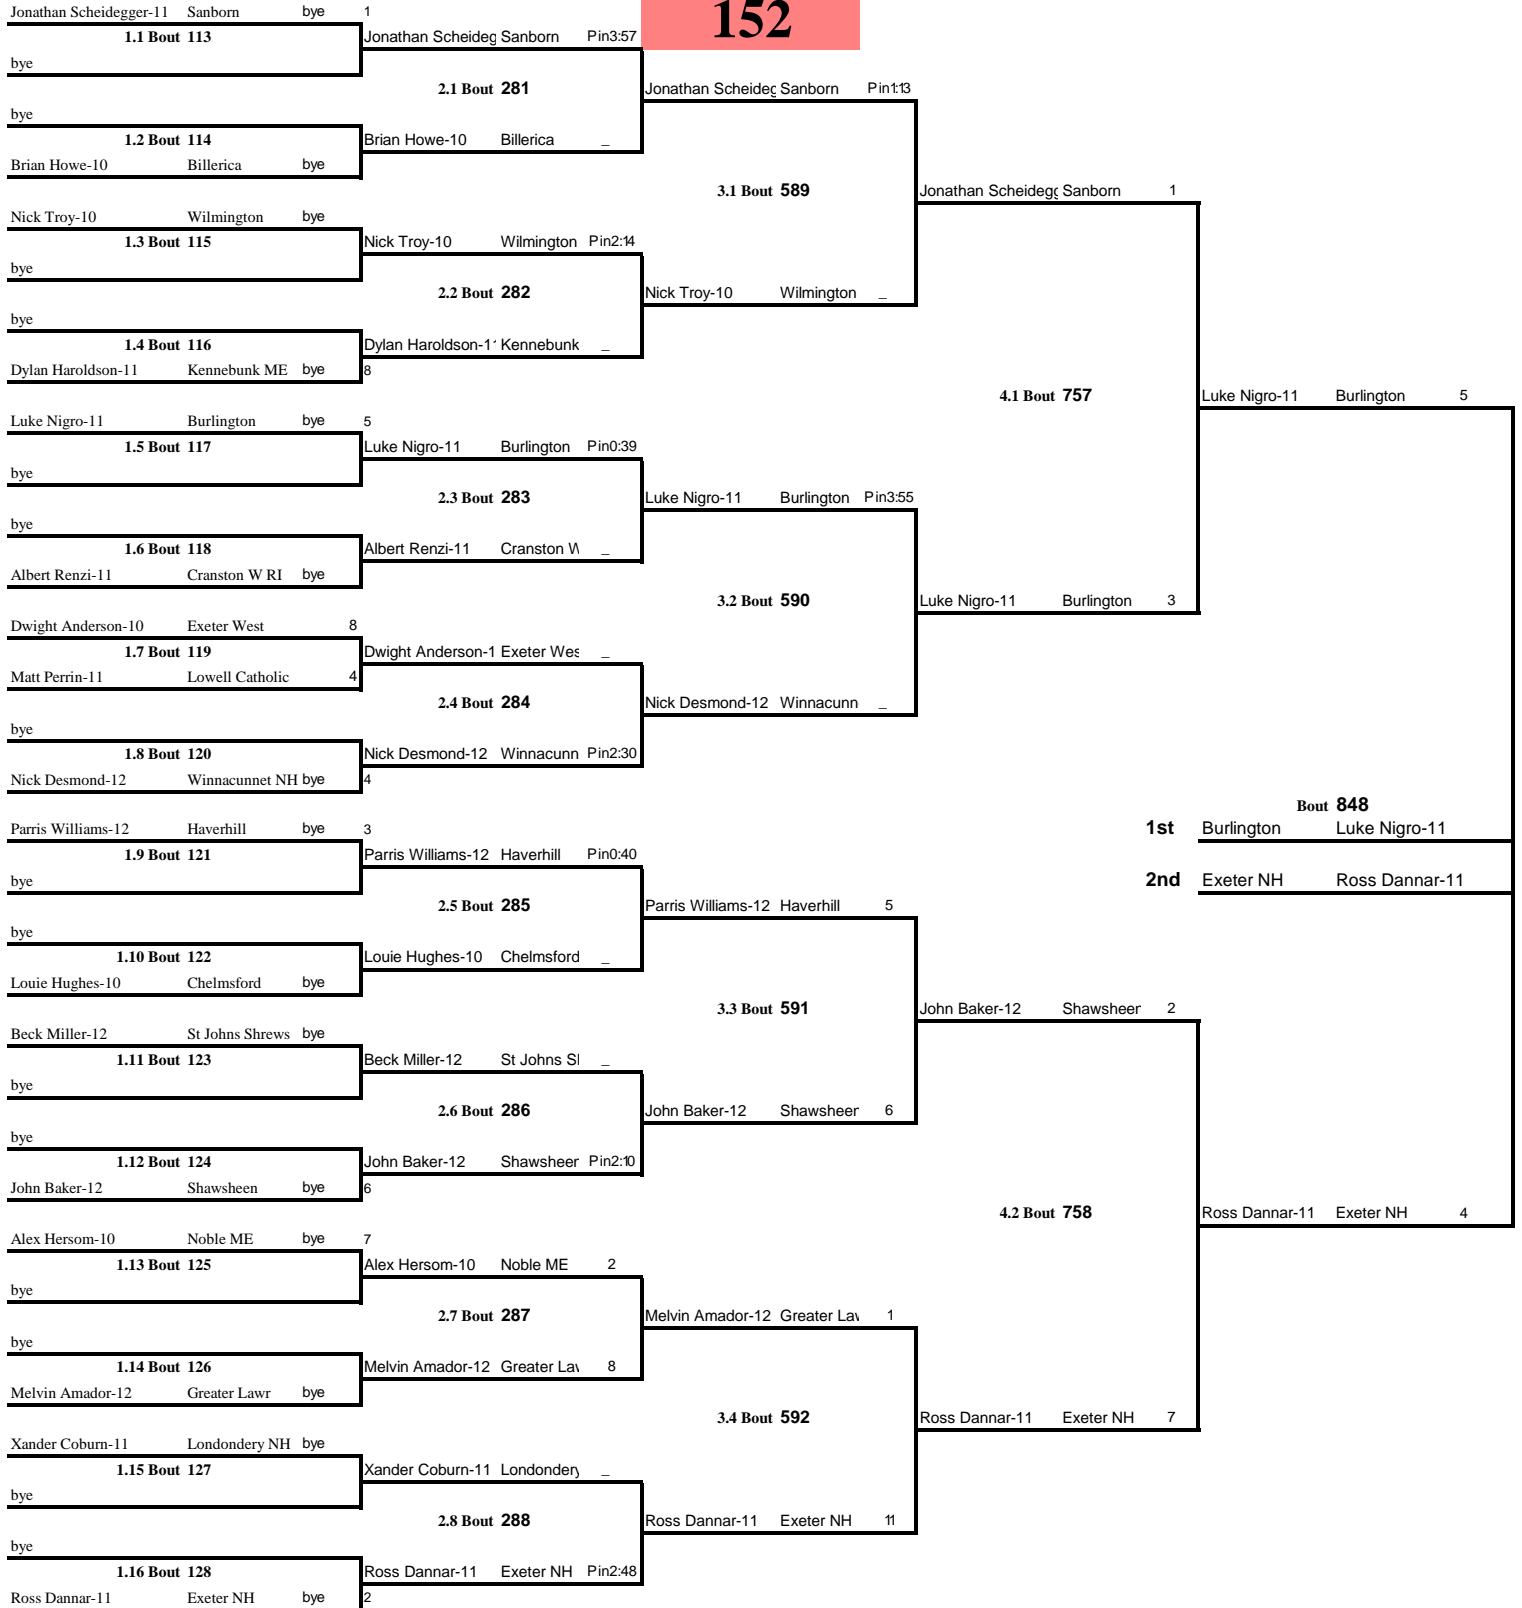 Jonathan Scheidegger-11 Sanborn bye 1
152
1.1 Bout 113 Jonathan Scheideg Sanborn Pin3:57
bye
2.1 Bout 281 Jonathan Scheideg Sanborn Pin1:13
bye
1.2 Bout 114 Brian Howe-10 Billerica _
Brian Howe-10 Billerica bye
3.1 Bout 589 Jonathan Scheidegg Sanborn 1
Nick Troy-10 Wilmington bye
1.3 Bout 115 Nick Troy-10 Wilmington Pin2:14
bye
2.2 Bout 282 Nick Troy-10 Wilmington _
bye
1.4 Bout 116 Dylan Haroldson-11 Kennebunk _
Dylan Haroldson-11 Kennebunk ME bye 8
4.1 Bout 757 Luke Nigro-11 Burlington 5
Luke Nigro-11 Burlington bye 5
1.5 Bout 117 Luke Nigro-11 Burlington Pin0:39
bye
2.3 Bout 283 Luke Nigro-11 Burlington Pin3:55
bye
1.6 Bout 118 Albert Renzi-11 Cranston W _
Albert Renzi-11 Cranston W RI bye
3.2 Bout 590 Luke Nigro-11 Burlington 3
Dwight Anderson-10 Exeter West 8
1.7 Bout 119 Dwight Anderson-1 Exeter Wes _
Matt Perrin-11 Lowell Catholic 4
2.4 Bout 284 Nick Desmond-12 Winnacunn _
bye
1.8 Bout 120 Nick Desmond-12 Winnacunn Pin2:30
Nick Desmond-12 Winnacunnet NH bye 4
Bout 848
Parris Williams-12 Haverhill bye 3 1st Burlington Luke Nigro-11
1.9 Bout 121 Parris Williams-12 Haverhill Pin0:40
bye 2nd Exeter NH Ross Dannar-11
2.5 Bout 285 Parris Williams-12 Haverhill 5
bye
1.10 Bout 122 Louie Hughes-10 Chelmsford _
Louie Hughes-10 Chelmsford bye
3.3 Bout 591 John Baker-12 Shawsheen 2
Beck Miller-12 St Johns Shrews bye
1.11 Bout 123 Beck Miller-12 St Johns Sh _
bye
2.6 Bout 286 John Baker-12 Shawsheen 6
bye
1.12 Bout 124 John Baker-12 Shawsheen Pin2:10
John Baker-12 Shawsheen bye 6
4.2 Bout 758 Ross Dannar-11 Exeter NH 4
Alex Hersom-10 Noble ME bye 7
1.13 Bout 125 Alex Hersom-10 Noble ME 2
bye
2.7 Bout 287 Melvin Amador-12 Greater Law 1
bye
1.14 Bout 126 Melvin Amador-12 Greater Law 8
Melvin Amador-12 Greater Lawr bye
3.4 Bout 592 Ross Dannar-11 Exeter NH 7
Xander Coburn-11 Londondery NH bye
1.15 Bout 127 Xander Coburn-11 Londondery _
bye
2.8 Bout 288 Ross Dannar-11 Exeter NH 11
bye
1.16 Bout 128 Ross Dannar-11 Exeter NH Pin2:48
Ross Dannar-11 Exeter NH bye 2